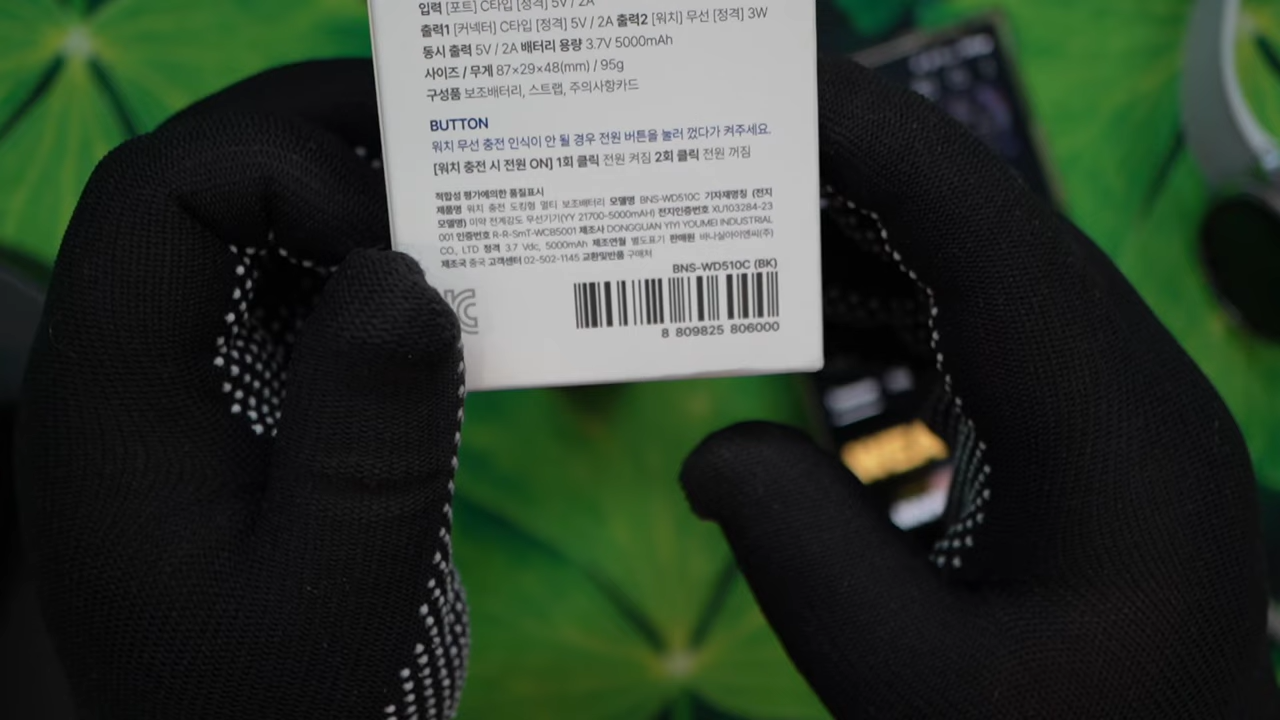 입력 [포트] C타입 [정격] 5V / 2A
출력1 [커넥터] C타입 [정격] 5V / 2A 출력2 [워치] 무선 [정격] 3W
동시 출력 5V / 2A 배터리 용량 3.7V 5000mAh
사이즈 / 무게 87×29×48(mm) / 95g
구성품 보조배터리, 스트랩, 주의사항카드
BUTTON
워치 무선 충전 인식이 안 될 경우 전원 버튼을 눌러 껐다가 켜주세요.
[워치 충전 시 전원 ON] 1회 클릭 전원 켜짐 2회 클릭 전원 꺼짐
적합성 평가에의한 품질표시
제품명 워치 충전 도킹형 멀티 보조배터리 모델명 BNS-WD510C 기자재명칭 (전지
모델명) 미약 전계강도 무선기기(YY 21700-5000mAH) 전지인증번호 XU103284-23
001 인증번호 R-R-SmT-WCB5001 제조사 DONGGUAN YIYI YOUMEI INDUSTRIAL
CO., LTD 정격 3.7 Vdc, 5000mAh 제조연월 별도표기 판매원 바나실아이엔씨(주)
제조국 중국 고객센터 02-502-1145 교환및반품 구매처
BNS-WD510C (BK)
8 809825 806000